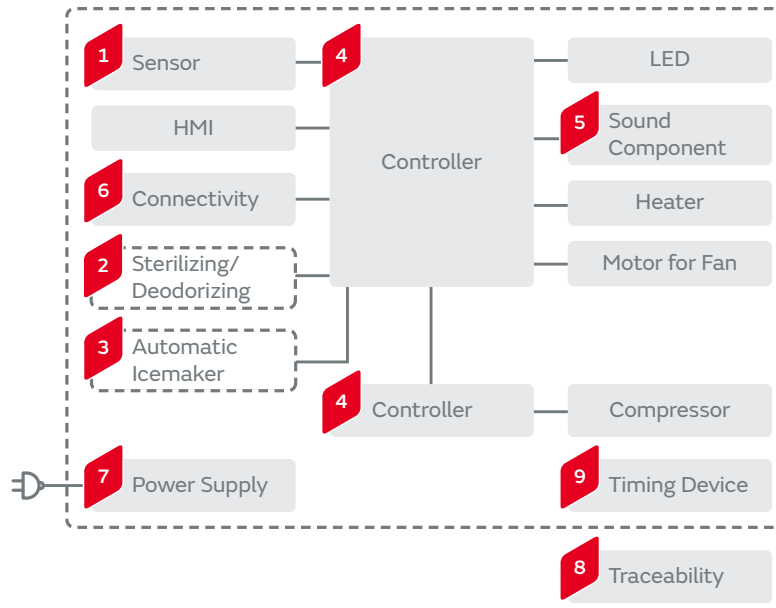 1
Sensor
HMI
6
Connectivity
2
Sterilizing/
Deodorizing
3
Automatic
Icemaker
7
Power Supply
4
Controller
4
Controller
LED
5
Sound
Component
Heater
Motor for Fan
Compressor
9
Timing Device
8
Traceability